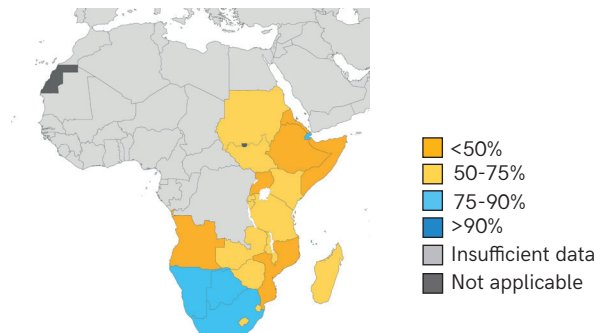 <50%
50-75%
75-90%
>90%
Insufficient data
Not applicable